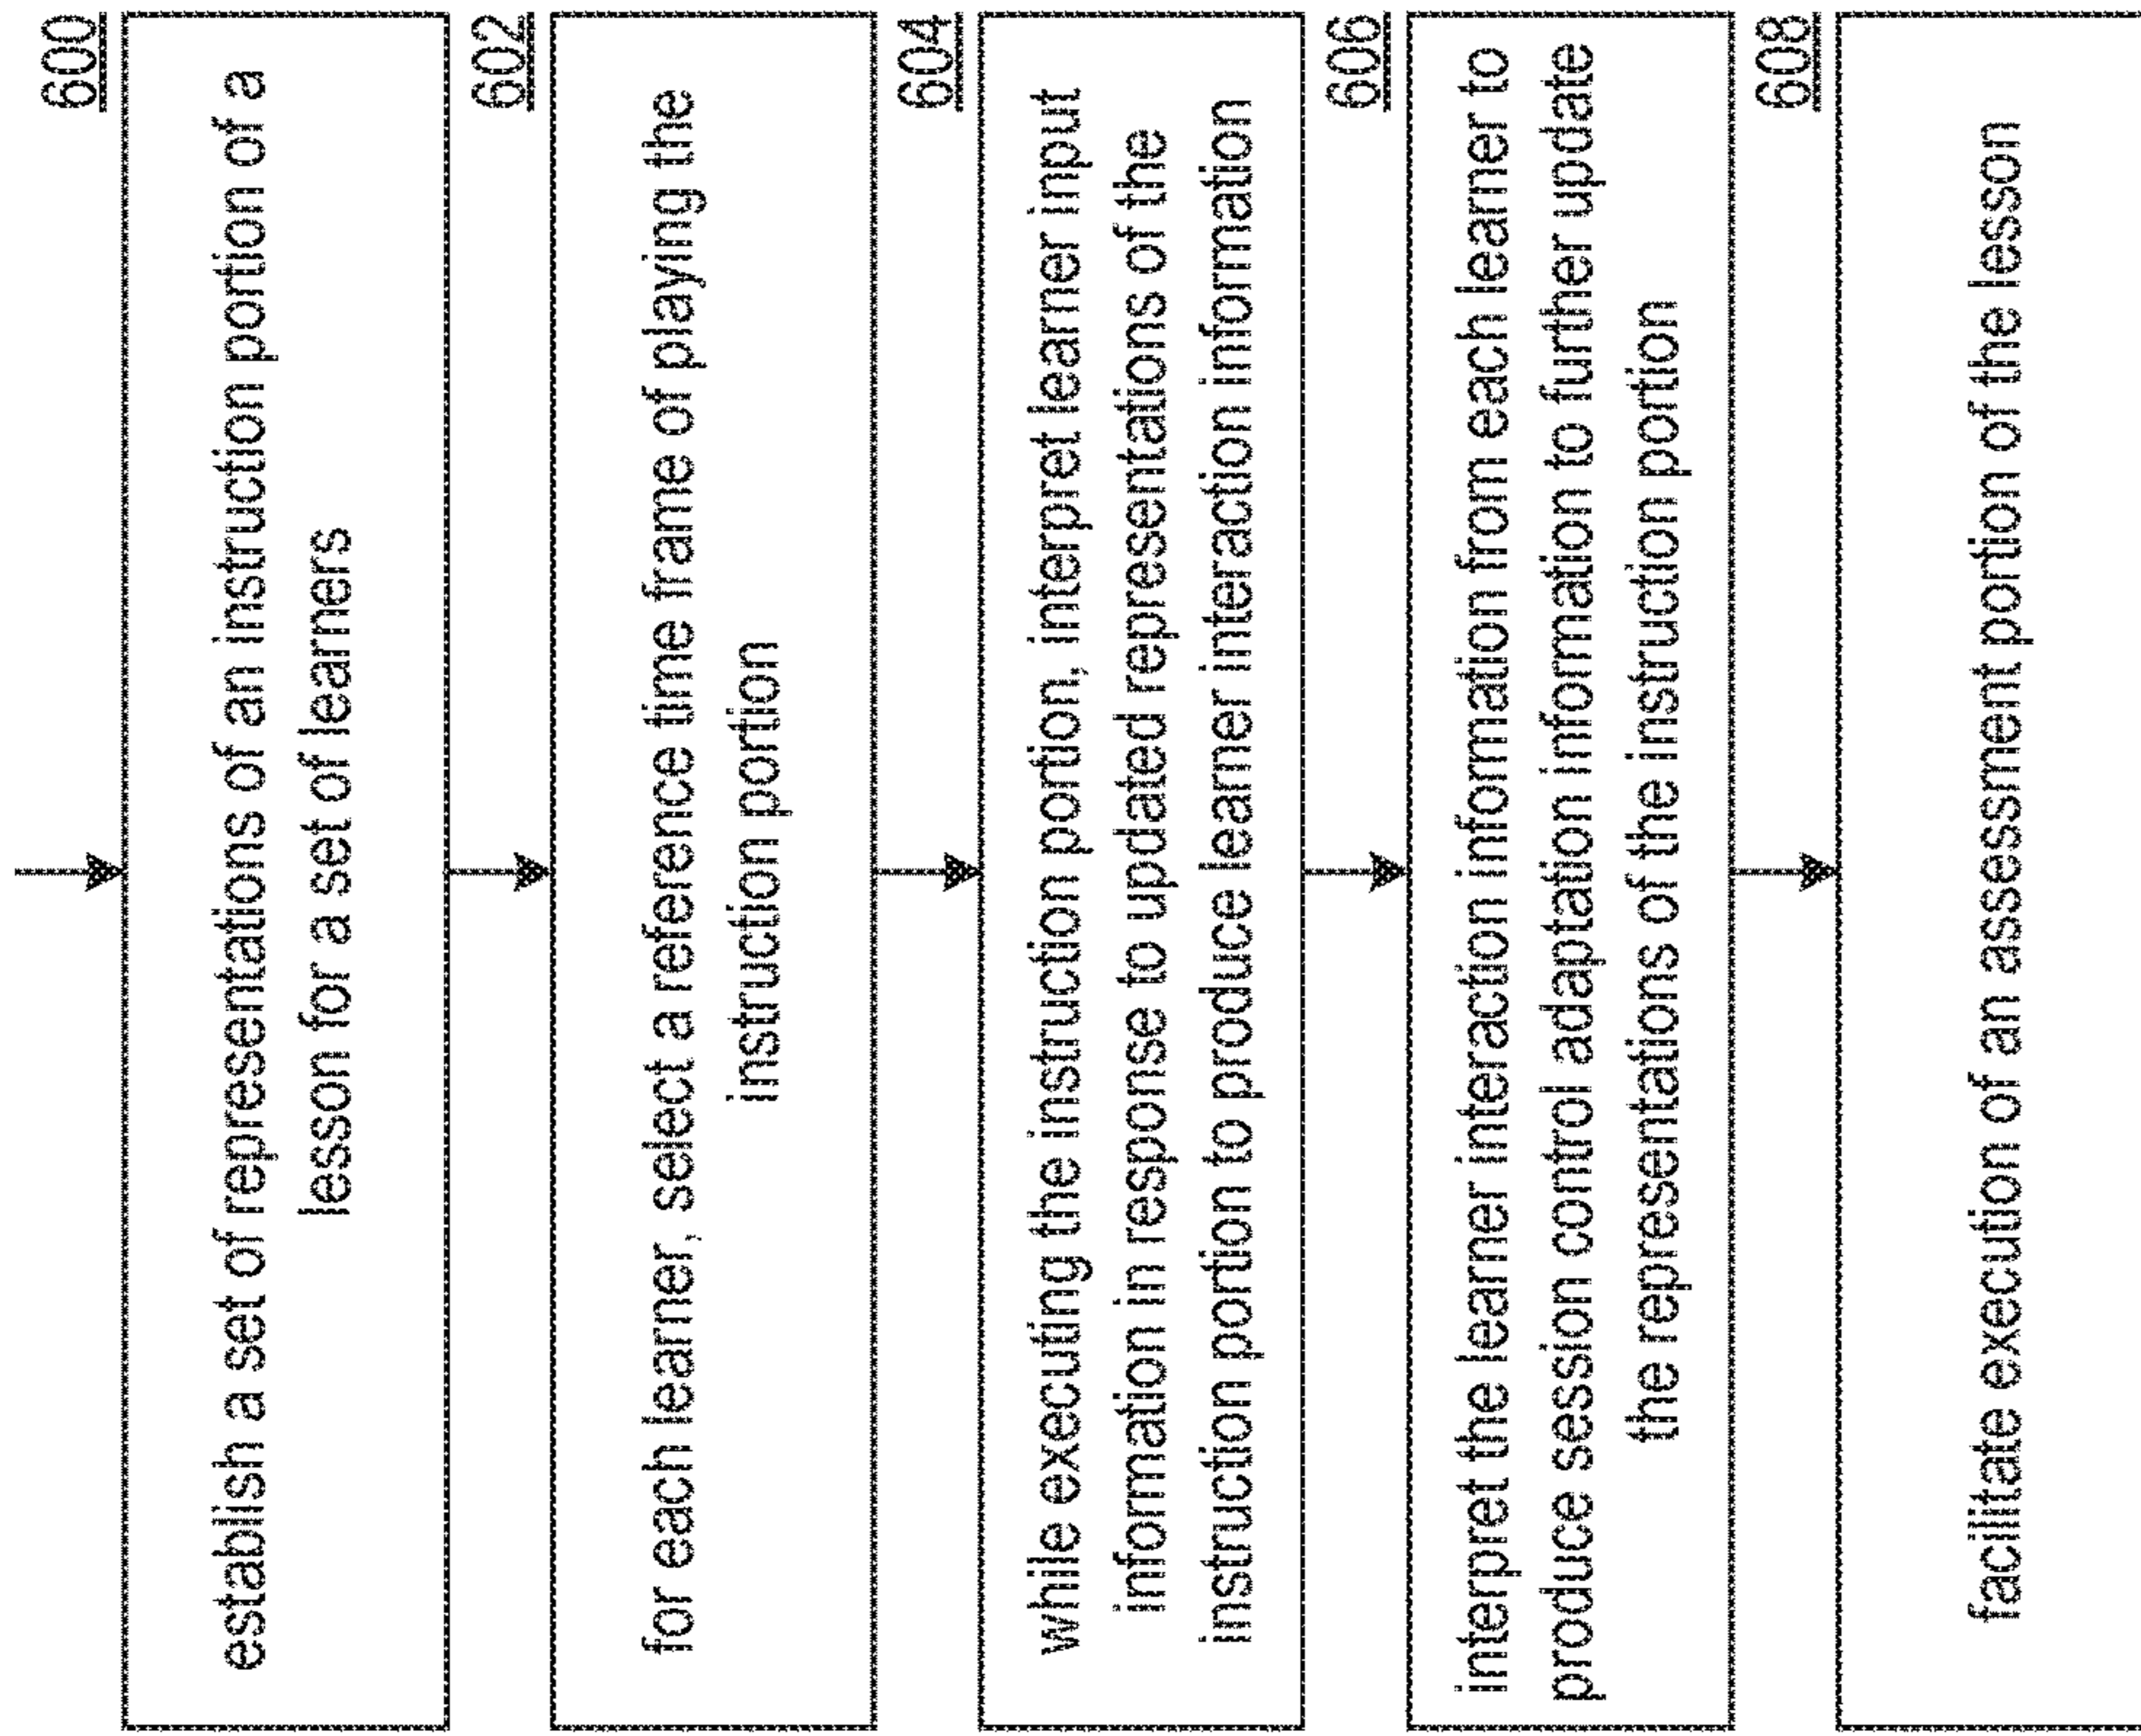 600
establish a set of representations of an instruction portion of a
lesson for a set of learners
602
for each learner, select a reference time frame of playing the
instruction portion
604
while executing the instruction portion, interpret learner input
information in response to updated representations of the
instruction portion to produce learner interaction information
606
interpret the learner interaction information from each learner to
produce session control adaptation information to further update
the representations of the instruction portion
608
facilitate execution of an assessment portion of the lesson